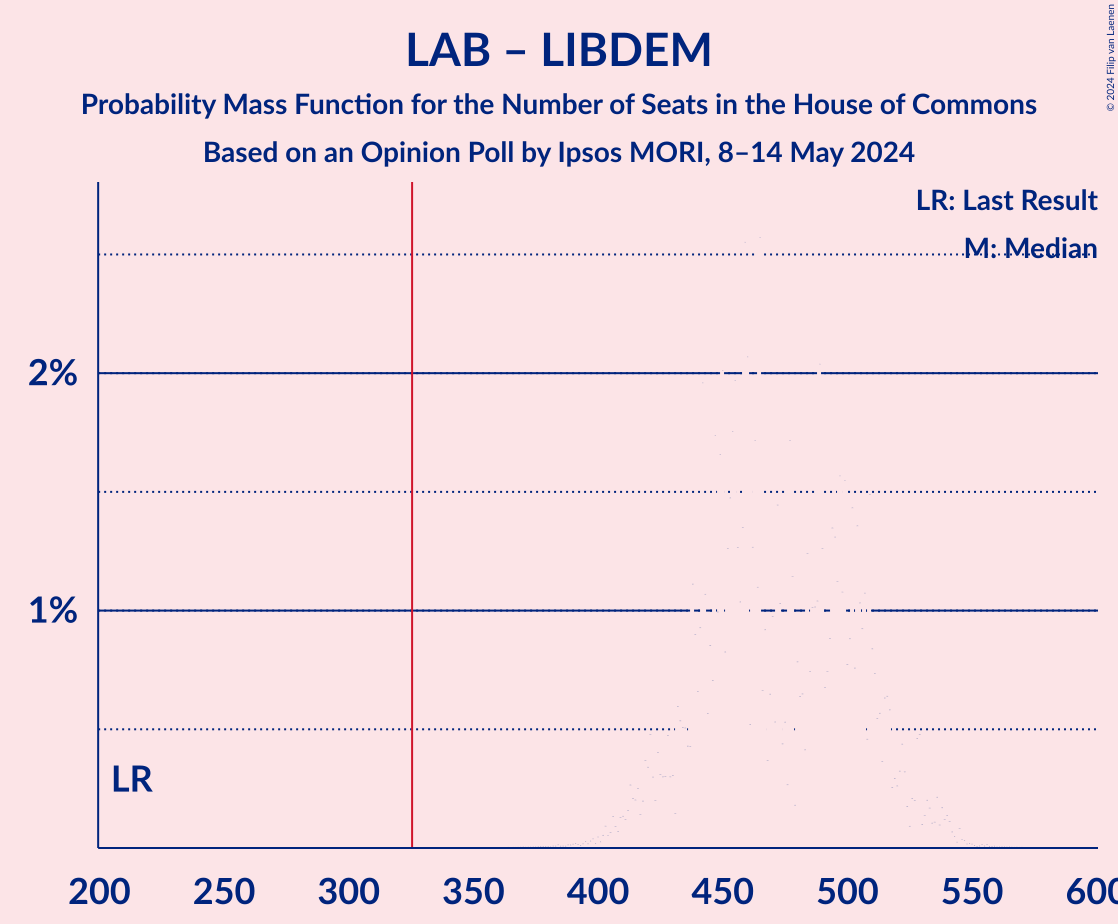 LAB – LIBDEM
Probability Mass Function for the Number of Seats in the House of Commons
Based on an Opinion Poll by Ipsos MORI, 8–14 May 2024
© 2024 Filip van Laenen
LR: Last Result
M: Median
2%
1%
LR
200 250 300 350 400 450 500 550 600